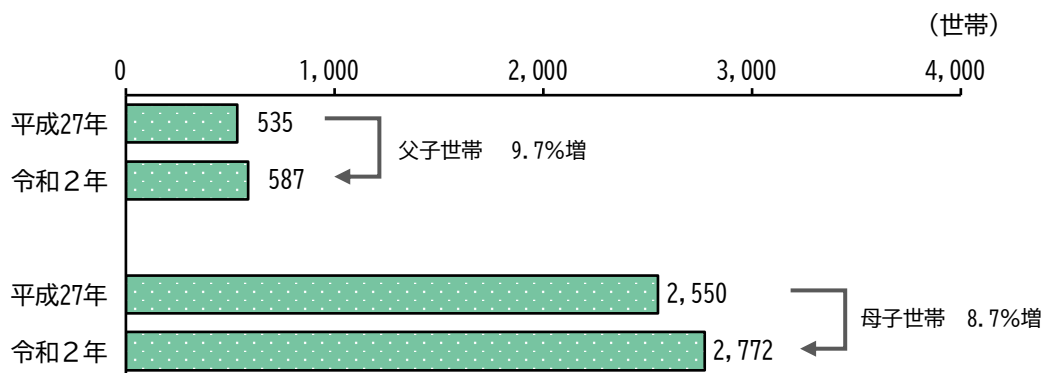 （世帯）
0 1,000 2,000 3,000 4,000
平成27年 535
父子世帯 9.7%増
令和２年 587
平成27年 2,550
母子世帯 8.7%増
令和２年 2,772